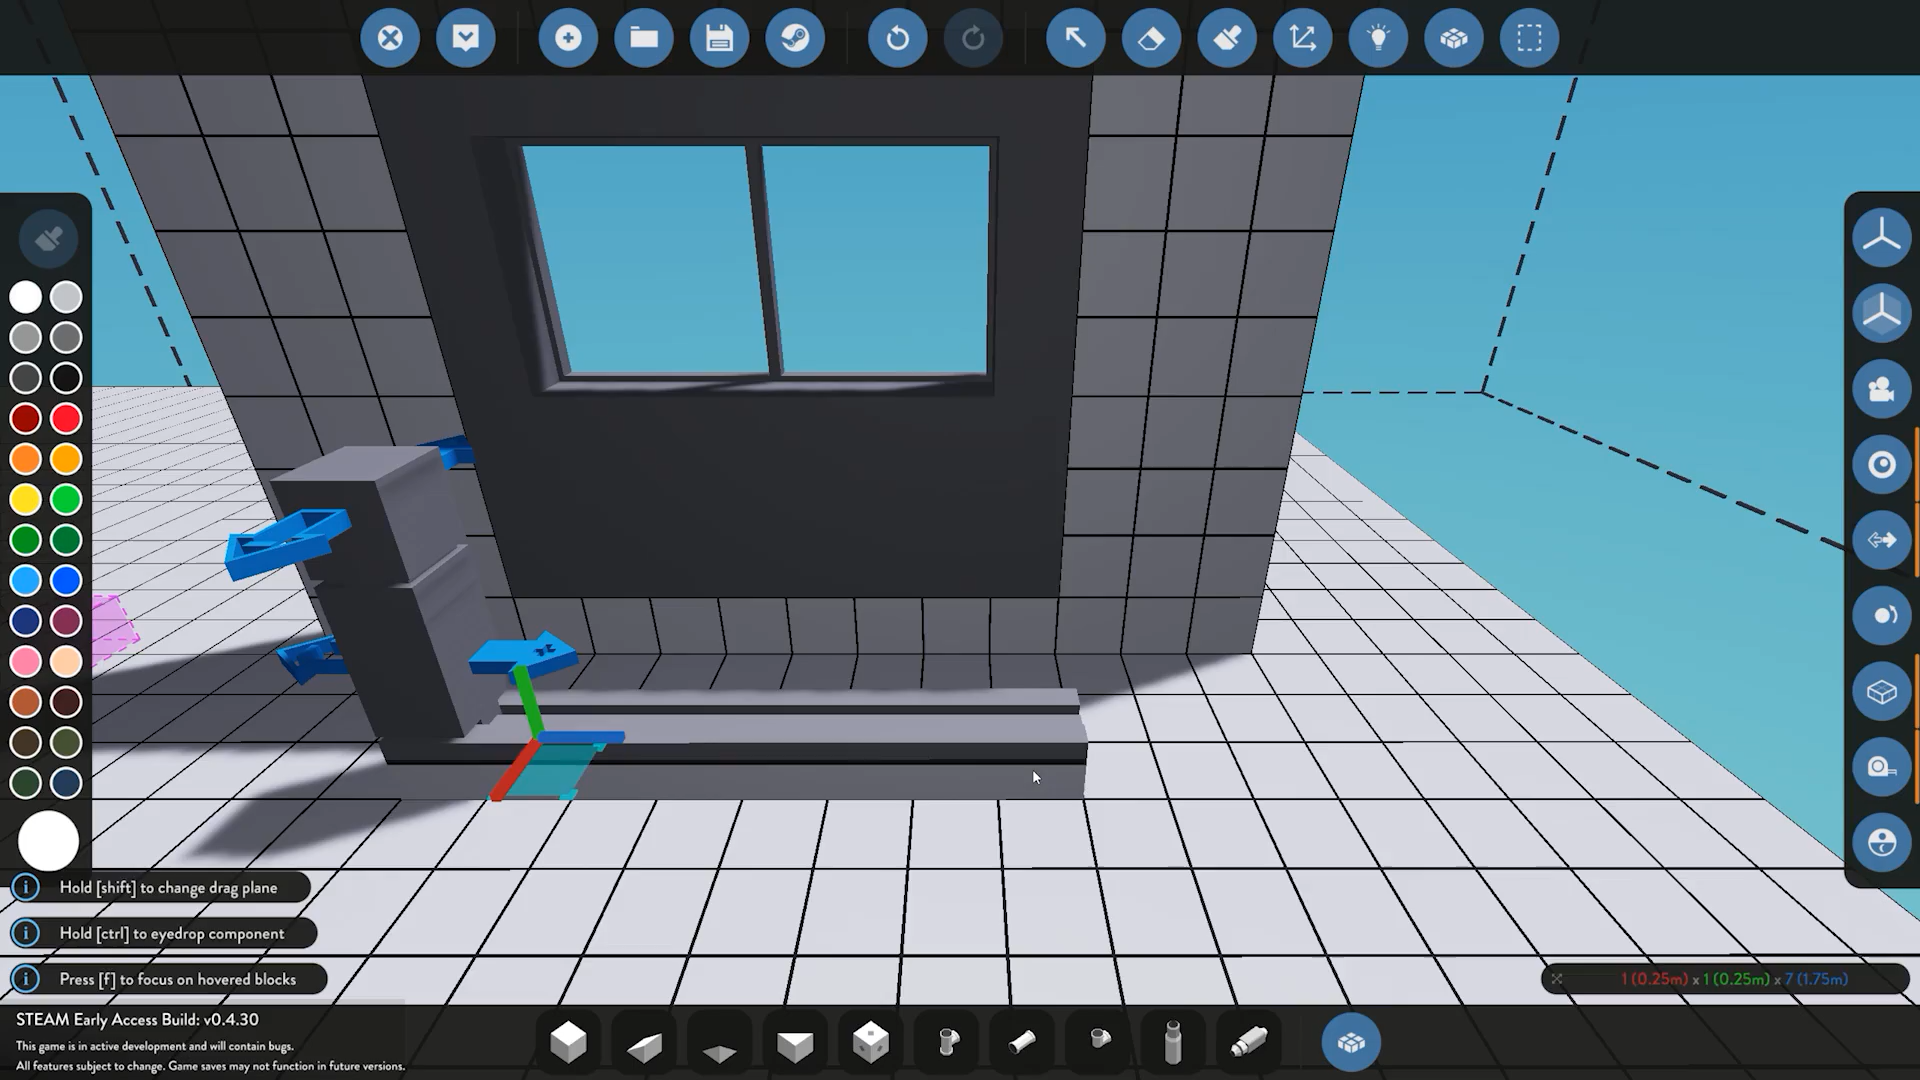 Hold [shift] to change drag plane
Hold [ctrl] to eyedrop component
Press [f] to focus on hovered blocks
1 (0.25m) x 1 (0.25m) x 7 (1.75m)
STEAM Early Access Build: v0.4.30
This game is in active development and will contain bugs.
All features subject to change. Game saves may not function in future versions.